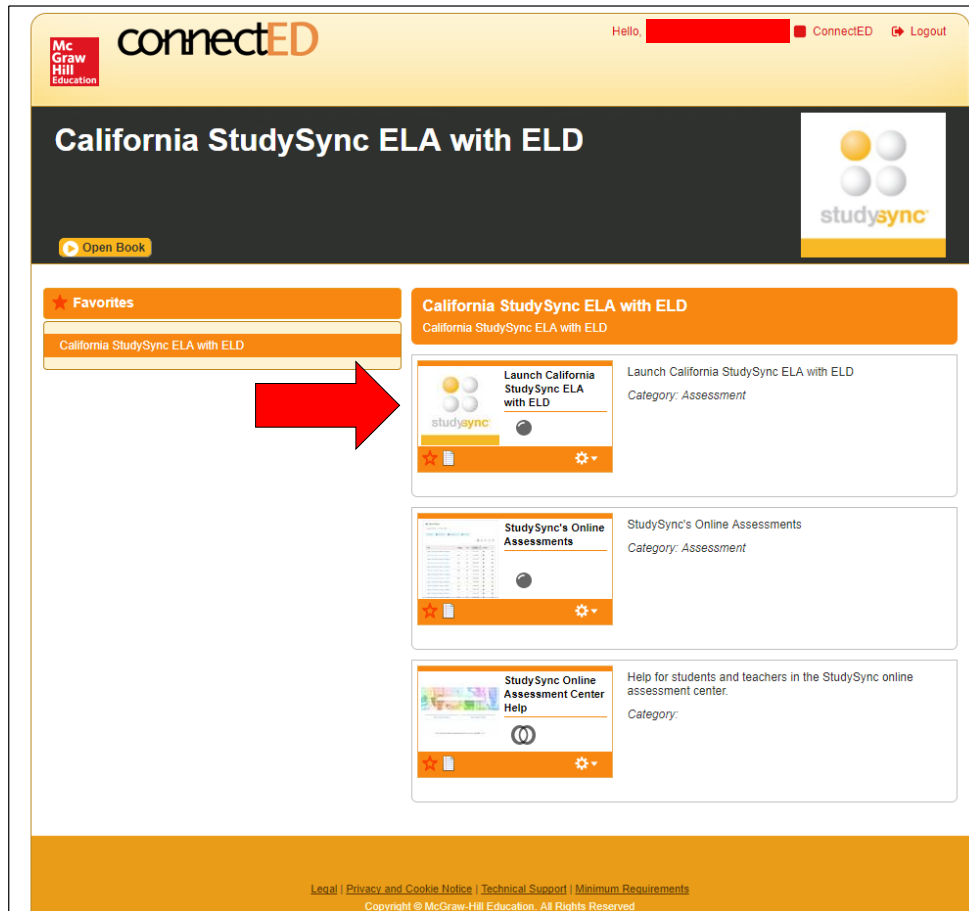 Mc
Graw
Hill
Education
connectED
Hello,
ConnectED
Logout
California StudySync ELA with ELD
studysync
Open Book
Favorites
California StudySync ELA with ELD
California StudySync ELA with ELD
California StudySync ELA with ELD
studysync
Launch California
StudySync ELA
with ELD
Launch California StudySync ELA with ELD
Category: Assessment
StudySync's Online
Assessments
StudySync's Online Assessments
Category: Assessment
StudySync Online
Assessment Center
Help
Help for students and teachers in the StudySync online
assessment center.
Category:
Legal | Privacy and Cookie Notice | Technical Support | Minimum Requirements
Copyright © McGraw-Hill Education. All Rights Reserved